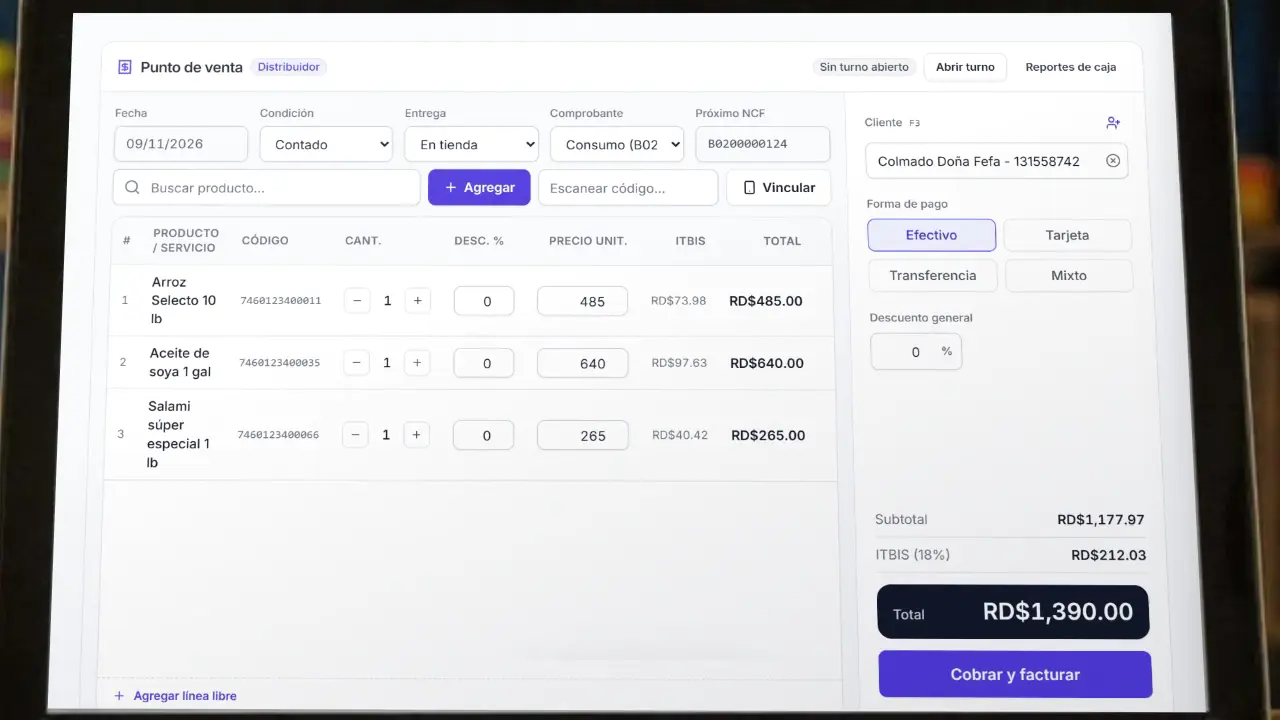 Punto de venta Distribuidor Sin turno abierto Abrir turno Reportes de caja
Fecha Condición Entrega Comprobante Próximo NCF
09/11/2026 Contado En tienda Consumo (B02 B0200000124
Buscar producto... + Agregar Escanear código... Vincular
# PRODUCTO / SERVICIO CÓDIGO CANT. DESC. % PRECIO UNIT. ITBIS TOTAL
1 Arroz Selecto 10 lb 7460123400011 − 1 + 0 485 RD$73.98 RD$485.00
2 Aceite de soya 1 gal 7460123400035 − 1 + 0 640 RD$97.63 RD$640.00
3 Salami súper especial 1 lb 7460123400066 − 1 + 0 265 RD$40.42 RD$265.00
+ Agregar línea libre
Cliente F3
Colmado Doña Fefa - 131558742
Forma de pago
Efectivo Tarjeta
Transferencia Mixto
Descuento general
0 %
Subtotal RD$1,177.97
ITBIS (18%) RD$212.03
Total RD$1,390.00
Cobrar y facturar